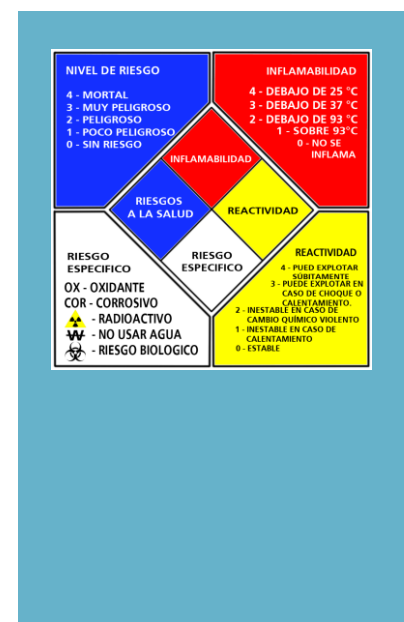 NIVEL DE RIESGO
4 - MORTAL
3 - MUY PELIGROSO
2 - PELIGROSO
1 - POCO PELIGROSO
0 - SIN RIESGO
INFLAMABILIDAD
4 - DEBAJO DE 25 °C
3 - DEBAJO DE 37 °C
2 - DEBAJO DE 93 °C
1 - SOBRE 93°C
0 - NO SE
INFLAMA
INFLAMABILIDAD
RIESGOS
A LA SALUD
REACTIVIDAD
RIESGO
ESPECIFICO
RIESGO
ESPECIFICO
OX - OXIDANTE
COR - CORROSIVO
- RADIOACTIVO
W - NO USAR AGUA
- RIESGO BIOLOGICO
REACTIVIDAD
4 - PUED EXPLOTAR
SÚBITAMENTE
3 - PUEDE EXPLOTAR EN
CASO DE CHOQUE O
CALENTAMIENTO.
2 - INESTABLE EN CASO DE
CAMBIO QUÍMICO VIOLENTO
1 - INESTABLE EN CASO DE
CALENTAMIENTO
0 - ESTABLE